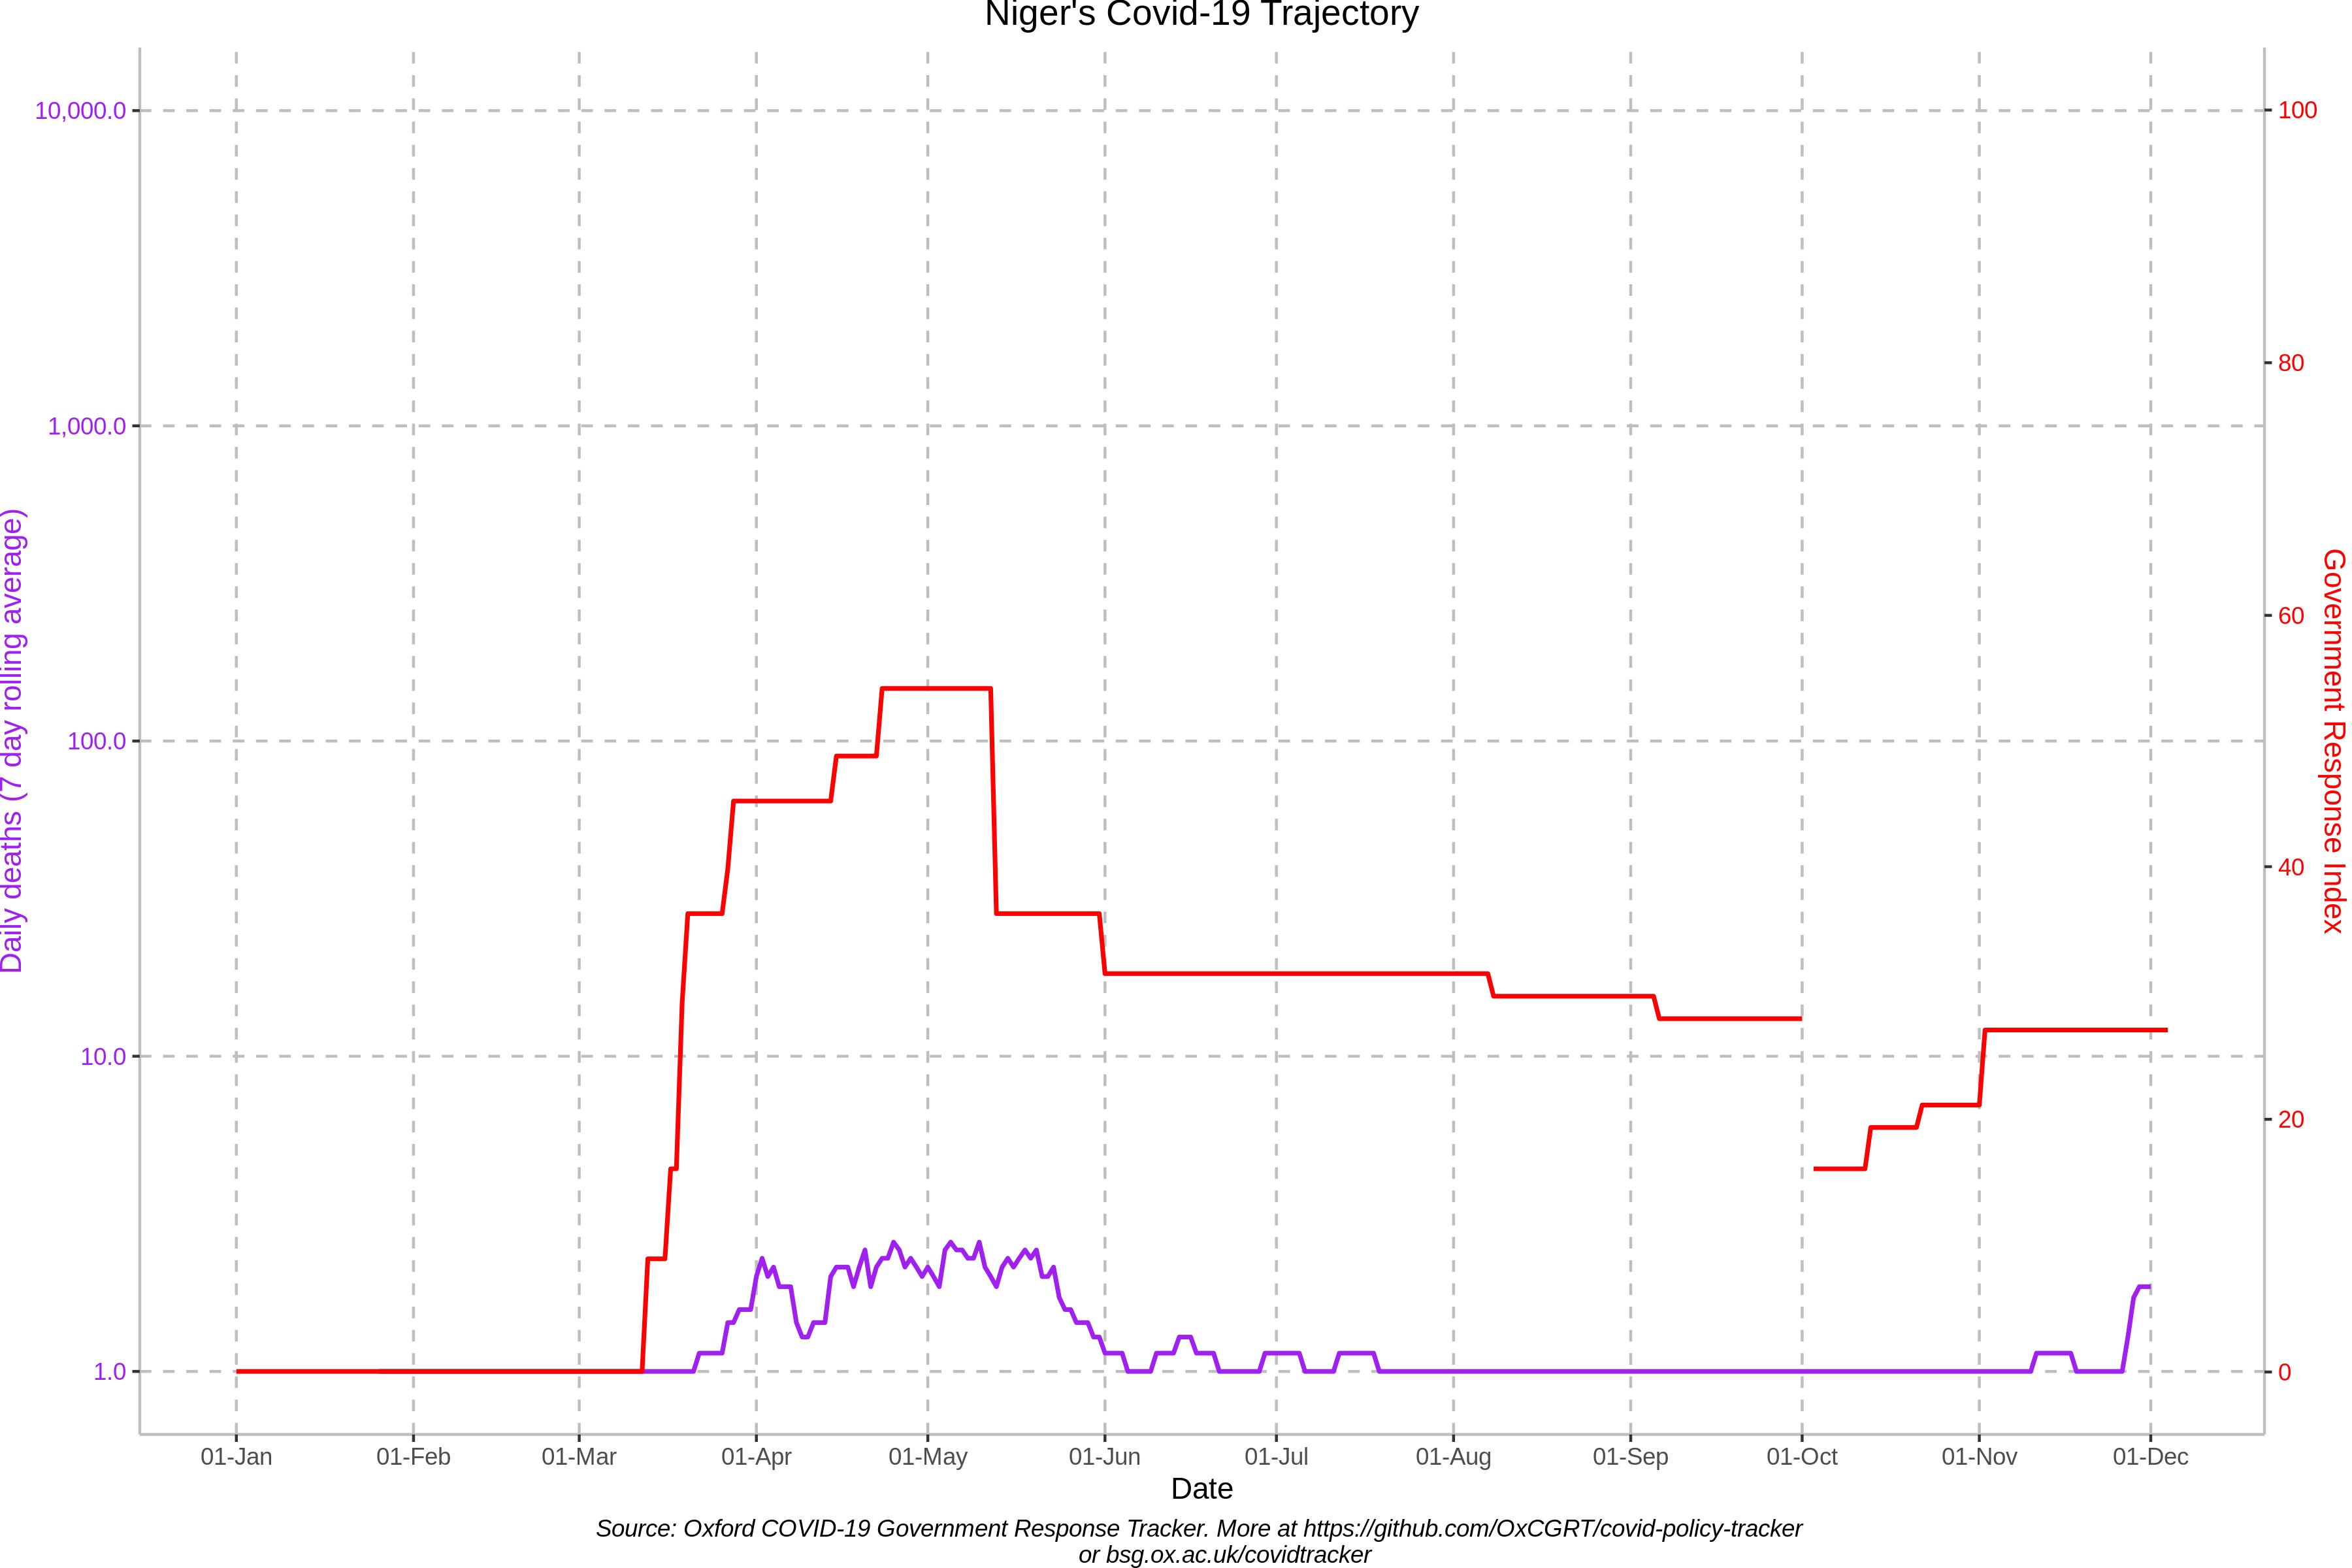 Niger's Covid-19 Trajectory
10,000.0
1,000.0
100.0
10.0
1.0
Daily deaths (7 day rolling average)
100
80
60
40
20
0
Government Response Index
01-Jan 01-Feb 01-Mar 01-Apr 01-May 01-Jun 01-Jul 01-Aug 01-Sep 01-Oct 01-Nov 01-Dec
Date
Source: Oxford COVID-19 Government Response Tracker. More at https://github.com/OxCGRT/covid-policy-tracker
or bsg.ox.ac.uk/covidtracker